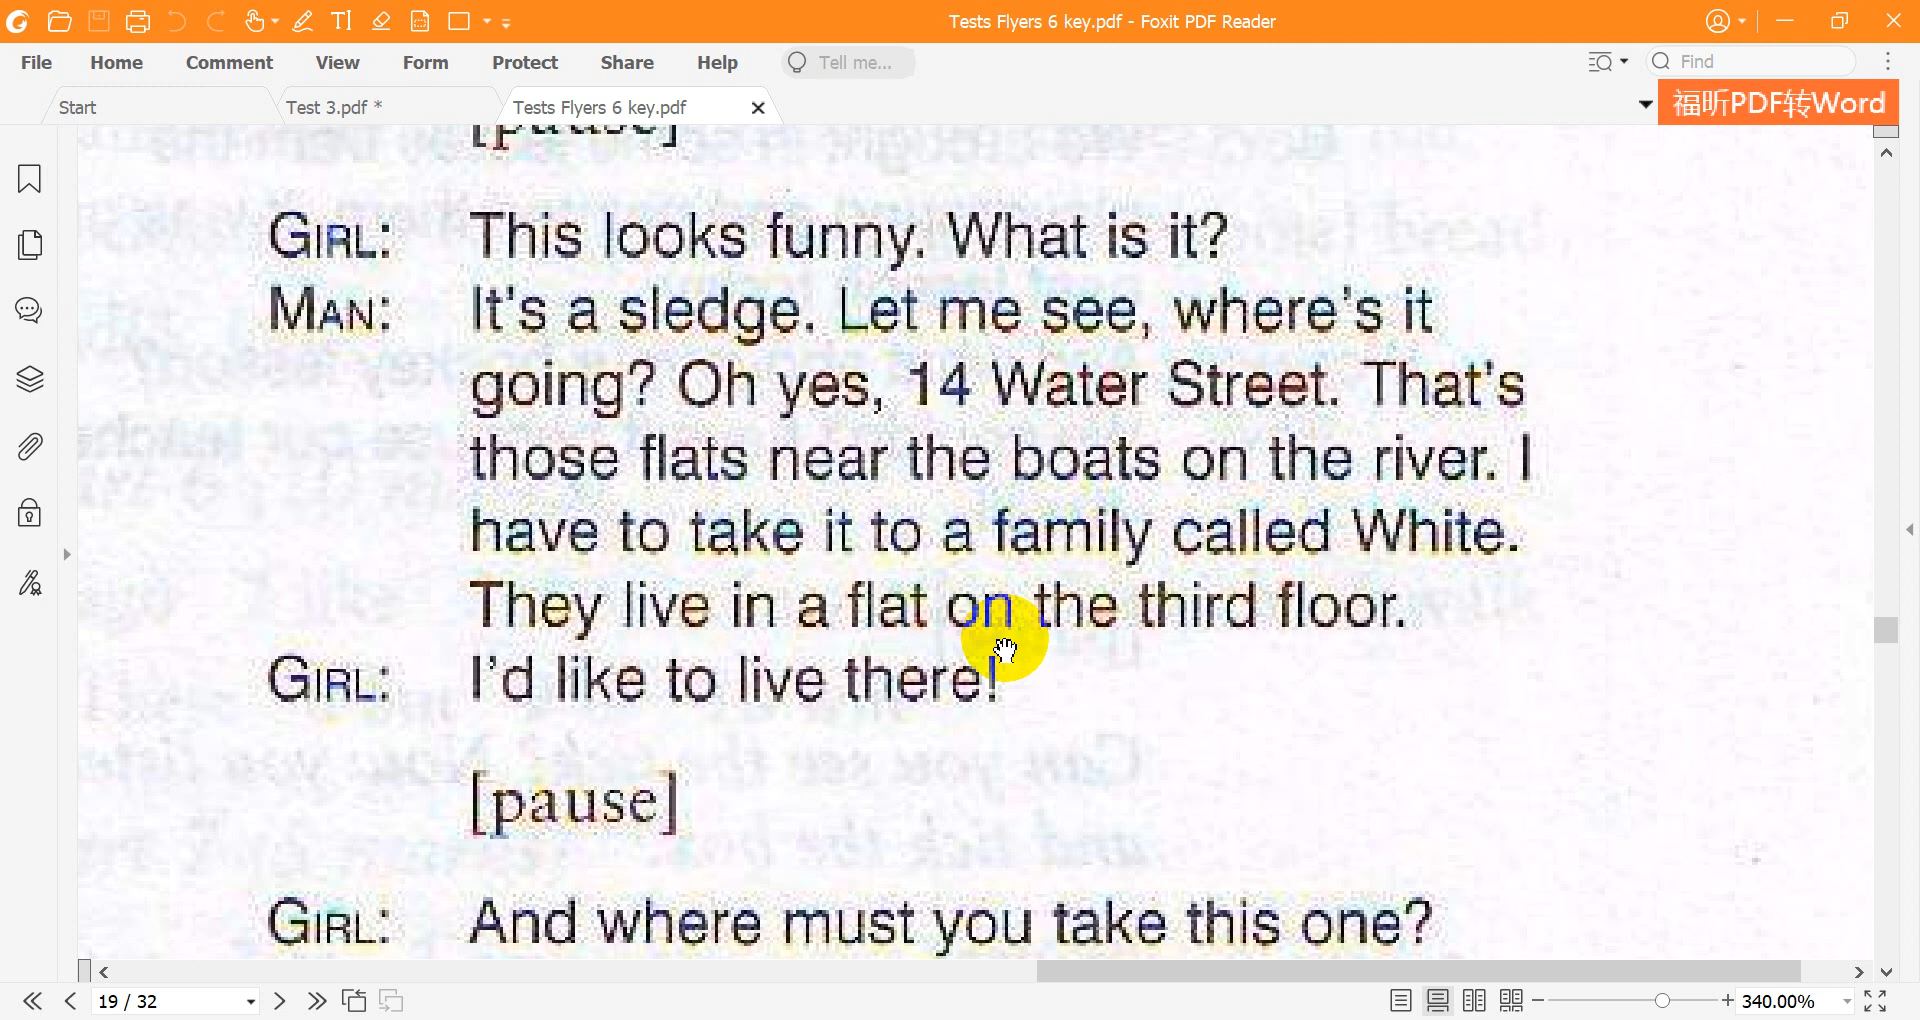 Tests Flyers 6 key.pdf - Foxit PDF Reader
File Home Comment View Form Protect Share Help Tell me... Find
Start Test 3.pdf * Tests Flyers 6 key.pdf 福昕PDF转Word
[pause]
GIRL: This looks funny. What is it?
MAN: It's a sledge. Let me see, where's it
going? Oh yes, 14 Water Street. That's
those flats near the boats on the river. I
have to take it to a family called White.
They live in a flat on the third floor.
GIRL: I'd like to live there!
[pause]
GIRL: And where must you take this one?
19 / 32 340.00%